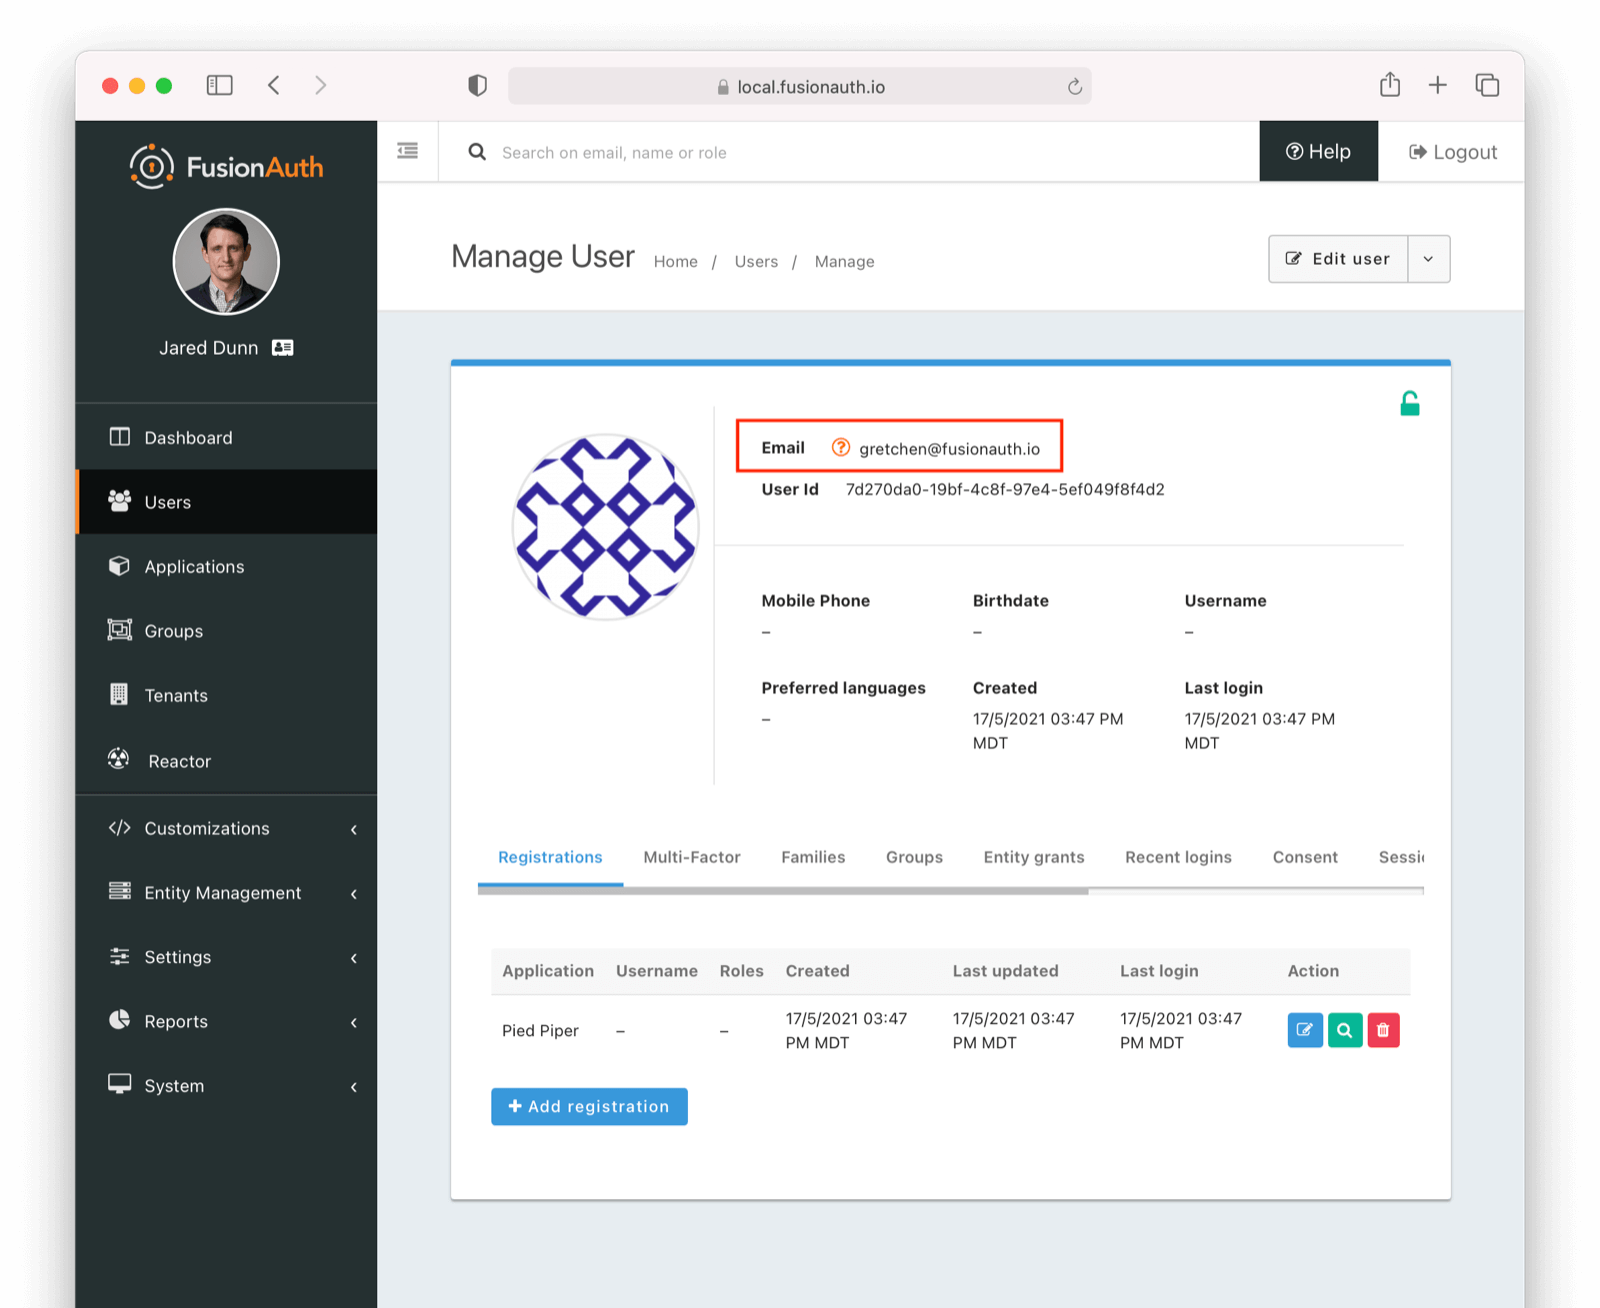 local.fusionauth.io
FusionAuth
Search on email, name or role
Help
Logout
Jared Dunn
Dashboard
Users
Applications
Groups
Tenants
Reactor
Customizations
Entity Management
Settings
Reports
System
Manage User
Home / Users / Manage
Edit user
Email gretchen@fusionauth.io
User Id 7d270da0-19bf-4c8f-97e4-5ef049f8f4d2
Mobile Phone Birthdate Username
– – –
Preferred languages Created Last login
– 17/5/2021 03:47 PM 17/5/2021 03:47 PM
MDT MDT
Registrations Multi-Factor Families Groups Entity grants Recent logins Consent Sessi
Application Username Roles Created Last updated Last login Action
Pied Piper – – 17/5/2021 03:47 17/5/2021 03:47 17/5/2021 03:47
PM MDT PM MDT PM MDT
Add registration